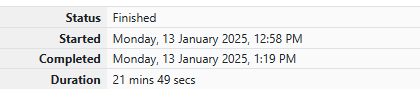 Status Finished
Started Monday, 13 January 2025, 12:58 PM
Completed Monday, 13 January 2025, 1:19 PM
Duration 21 mins 49 secs